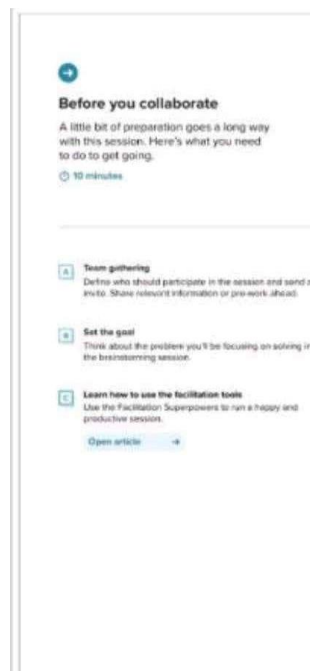 Before you collaborate
A little bit of preparation goes a long way
with this session. Here's what you need
to do to get going.
10 minutes
A
Team gathering
Define who should participate in the session and send a
invite. Share relevant information or pre-work ahead.
B
Set the goal
Think about the problem you'll be focusing on solving in
the brainstorming session.
C
Learn how to use the facilitation tools
Use the Facilitation Superpowers to run a happy and
productive session.
Open article